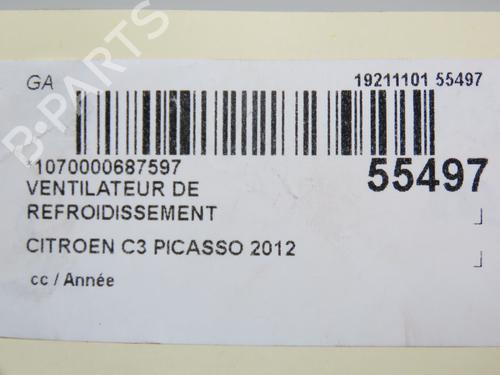 GA
19211101 55497
*1070000687597
55497
VENTILATEUR DE
REFROIDISSEMENT
CITROEN C3 PICASSO 2012
cc / Année
B-PARTS